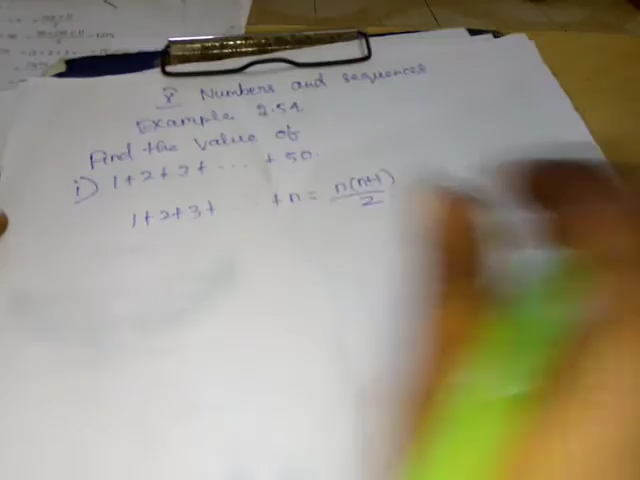 X Numbers and sequences
Example 2.54
Find the value of
i) 1+2+3+ ... + 50.
1+2+3+ +n = n(n+1)/2